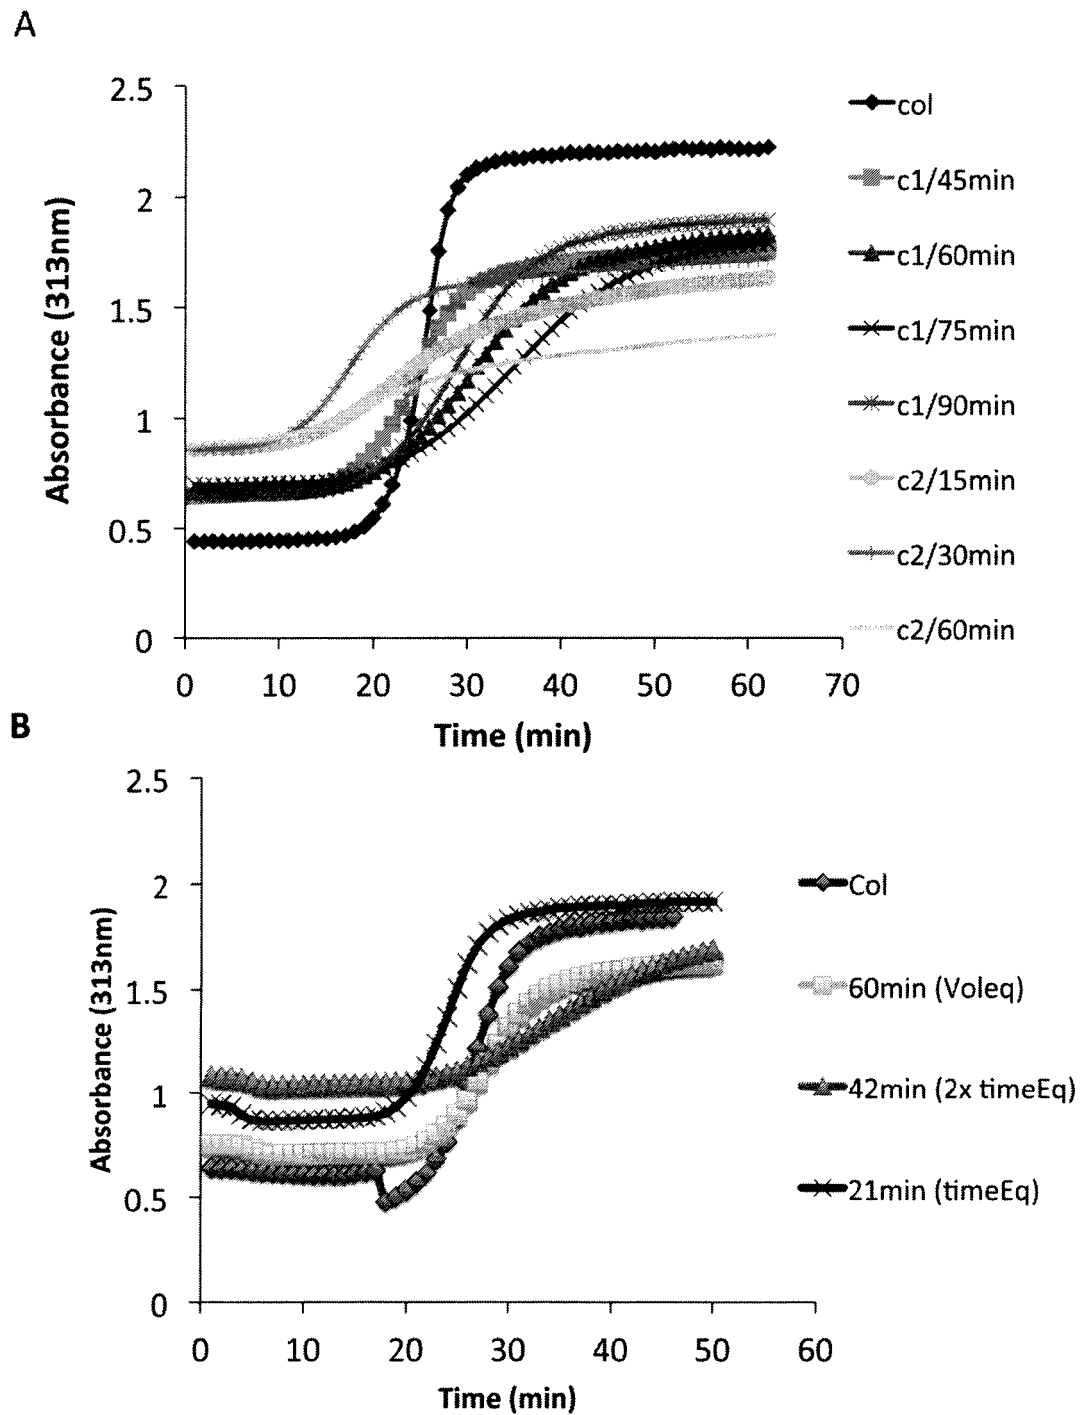 A
2.5
2
1.5
1
0.5
0
Absorbance (313nm)
0 10 20 30 40 50 60 70
Time (min)
col
c1/45min
c1/60min
c1/75min
c1/90min
c2/15min
c2/30min
c2/60min
B
2.5
2
1.5
1
0.5
0
Absorbance (313nm)
0 10 20 30 40 50 60
Time (min)
Col
60min (Voleq)
42min (2x timeEq)
21min (timeEq)